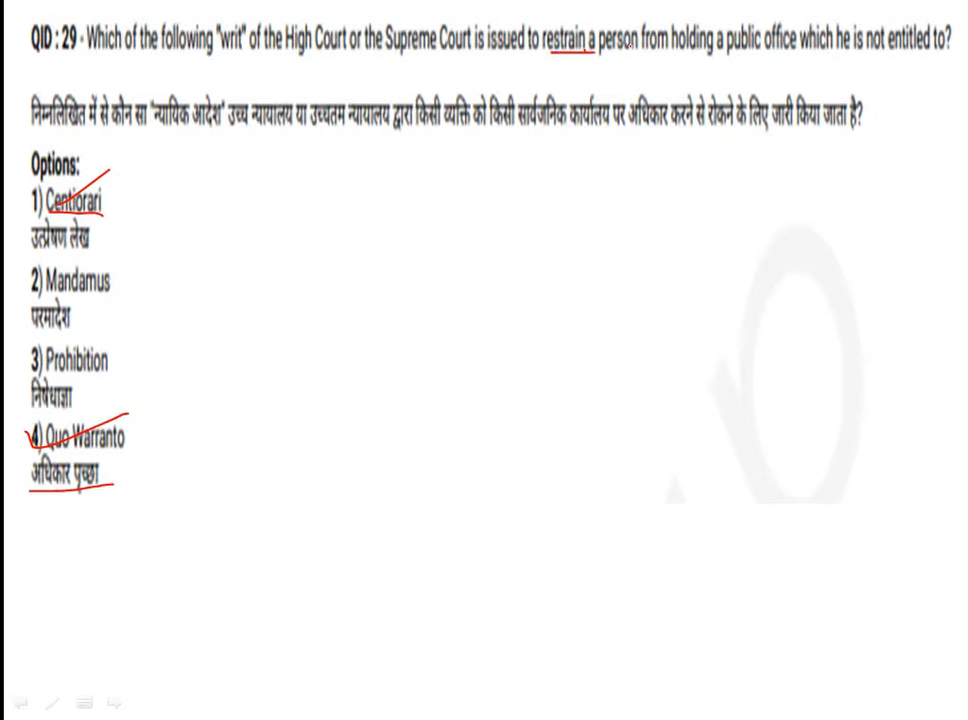 QID : 29 - Which of the following "writ" of the High Court or the Supreme Court is issued to restrain a person from holding a public office which he is not entitled to?
निम्नलिखित में से कौन सा "न्यायिक आदेश" उच्च न्यायालय या उच्चतम न्यायालय द्वारा किसी व्यक्ति को किसी सार्वजनिक कार्यालय पर अधिकार करने से रोकने के लिए जारी किया जाता है?
Options:
1) Centiorari
उत्प्रेषण लेख
2) Mandamus
परमादेश
3) Prohibition
निषेधाज्ञा
4) Quo Warranto
अधिकार पृच्छा